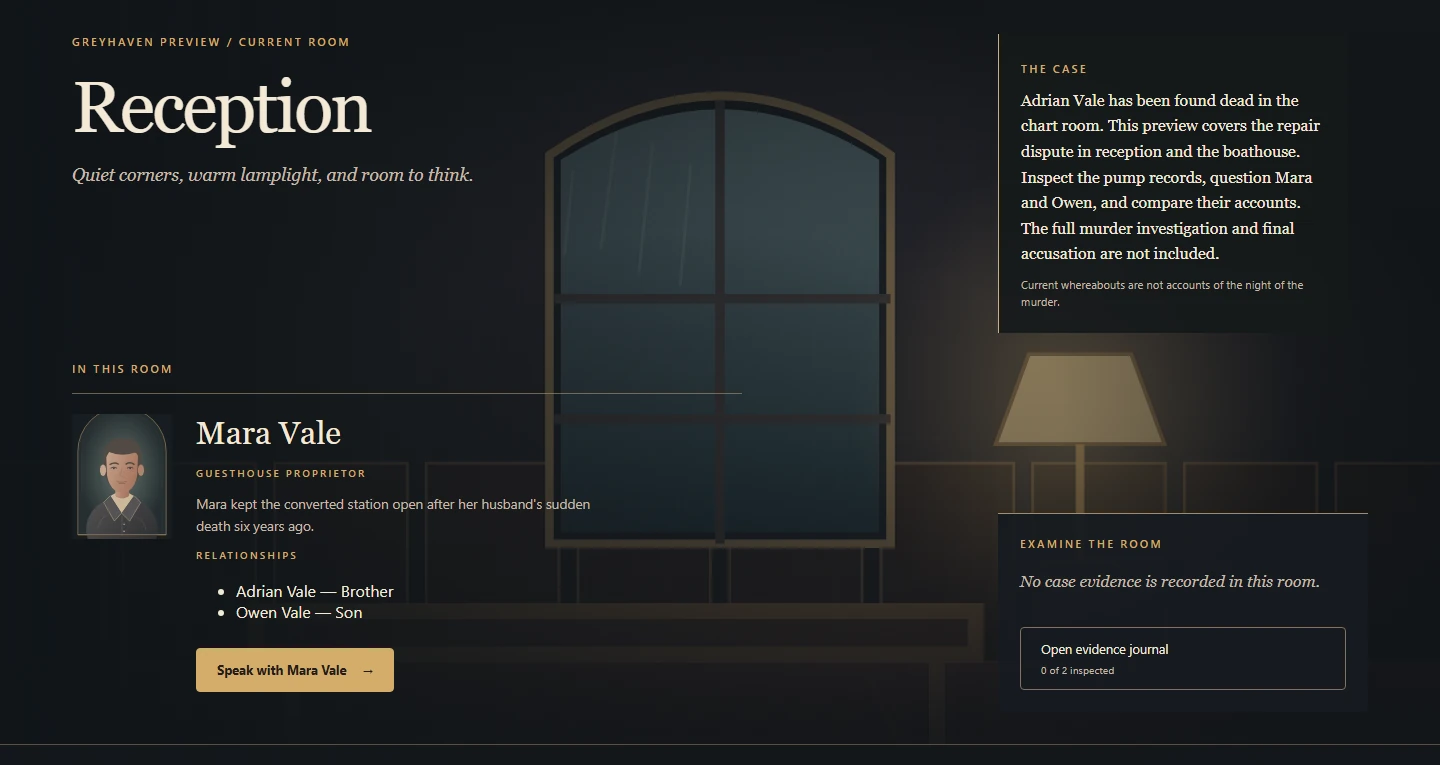 GREYHAVEN PREVIEW / CURRENT ROOM
Reception
Quiet corners, warm lamplight, and room to think.
THE CASE
Adrian Vale has been found dead in the
chart room. This preview covers the repair
dispute in reception and the boathouse.
Inspect the pump records, question Mara
and Owen, and compare their accounts.
The full murder investigation and final
accusation are not included.
Current whereabouts are not accounts of the night of the
murder.
IN THIS ROOM
Mara Vale
GUESTHOUSE PROPRIETOR
Mara kept the converted station open after her husband's sudden
death six years ago.
RELATIONSHIPS
• Adrian Vale — Brother
• Owen Vale — Son
Speak with Mara Vale →
EXAMINE THE ROOM
No case evidence is recorded in this room.
Open evidence journal
0 of 2 inspected